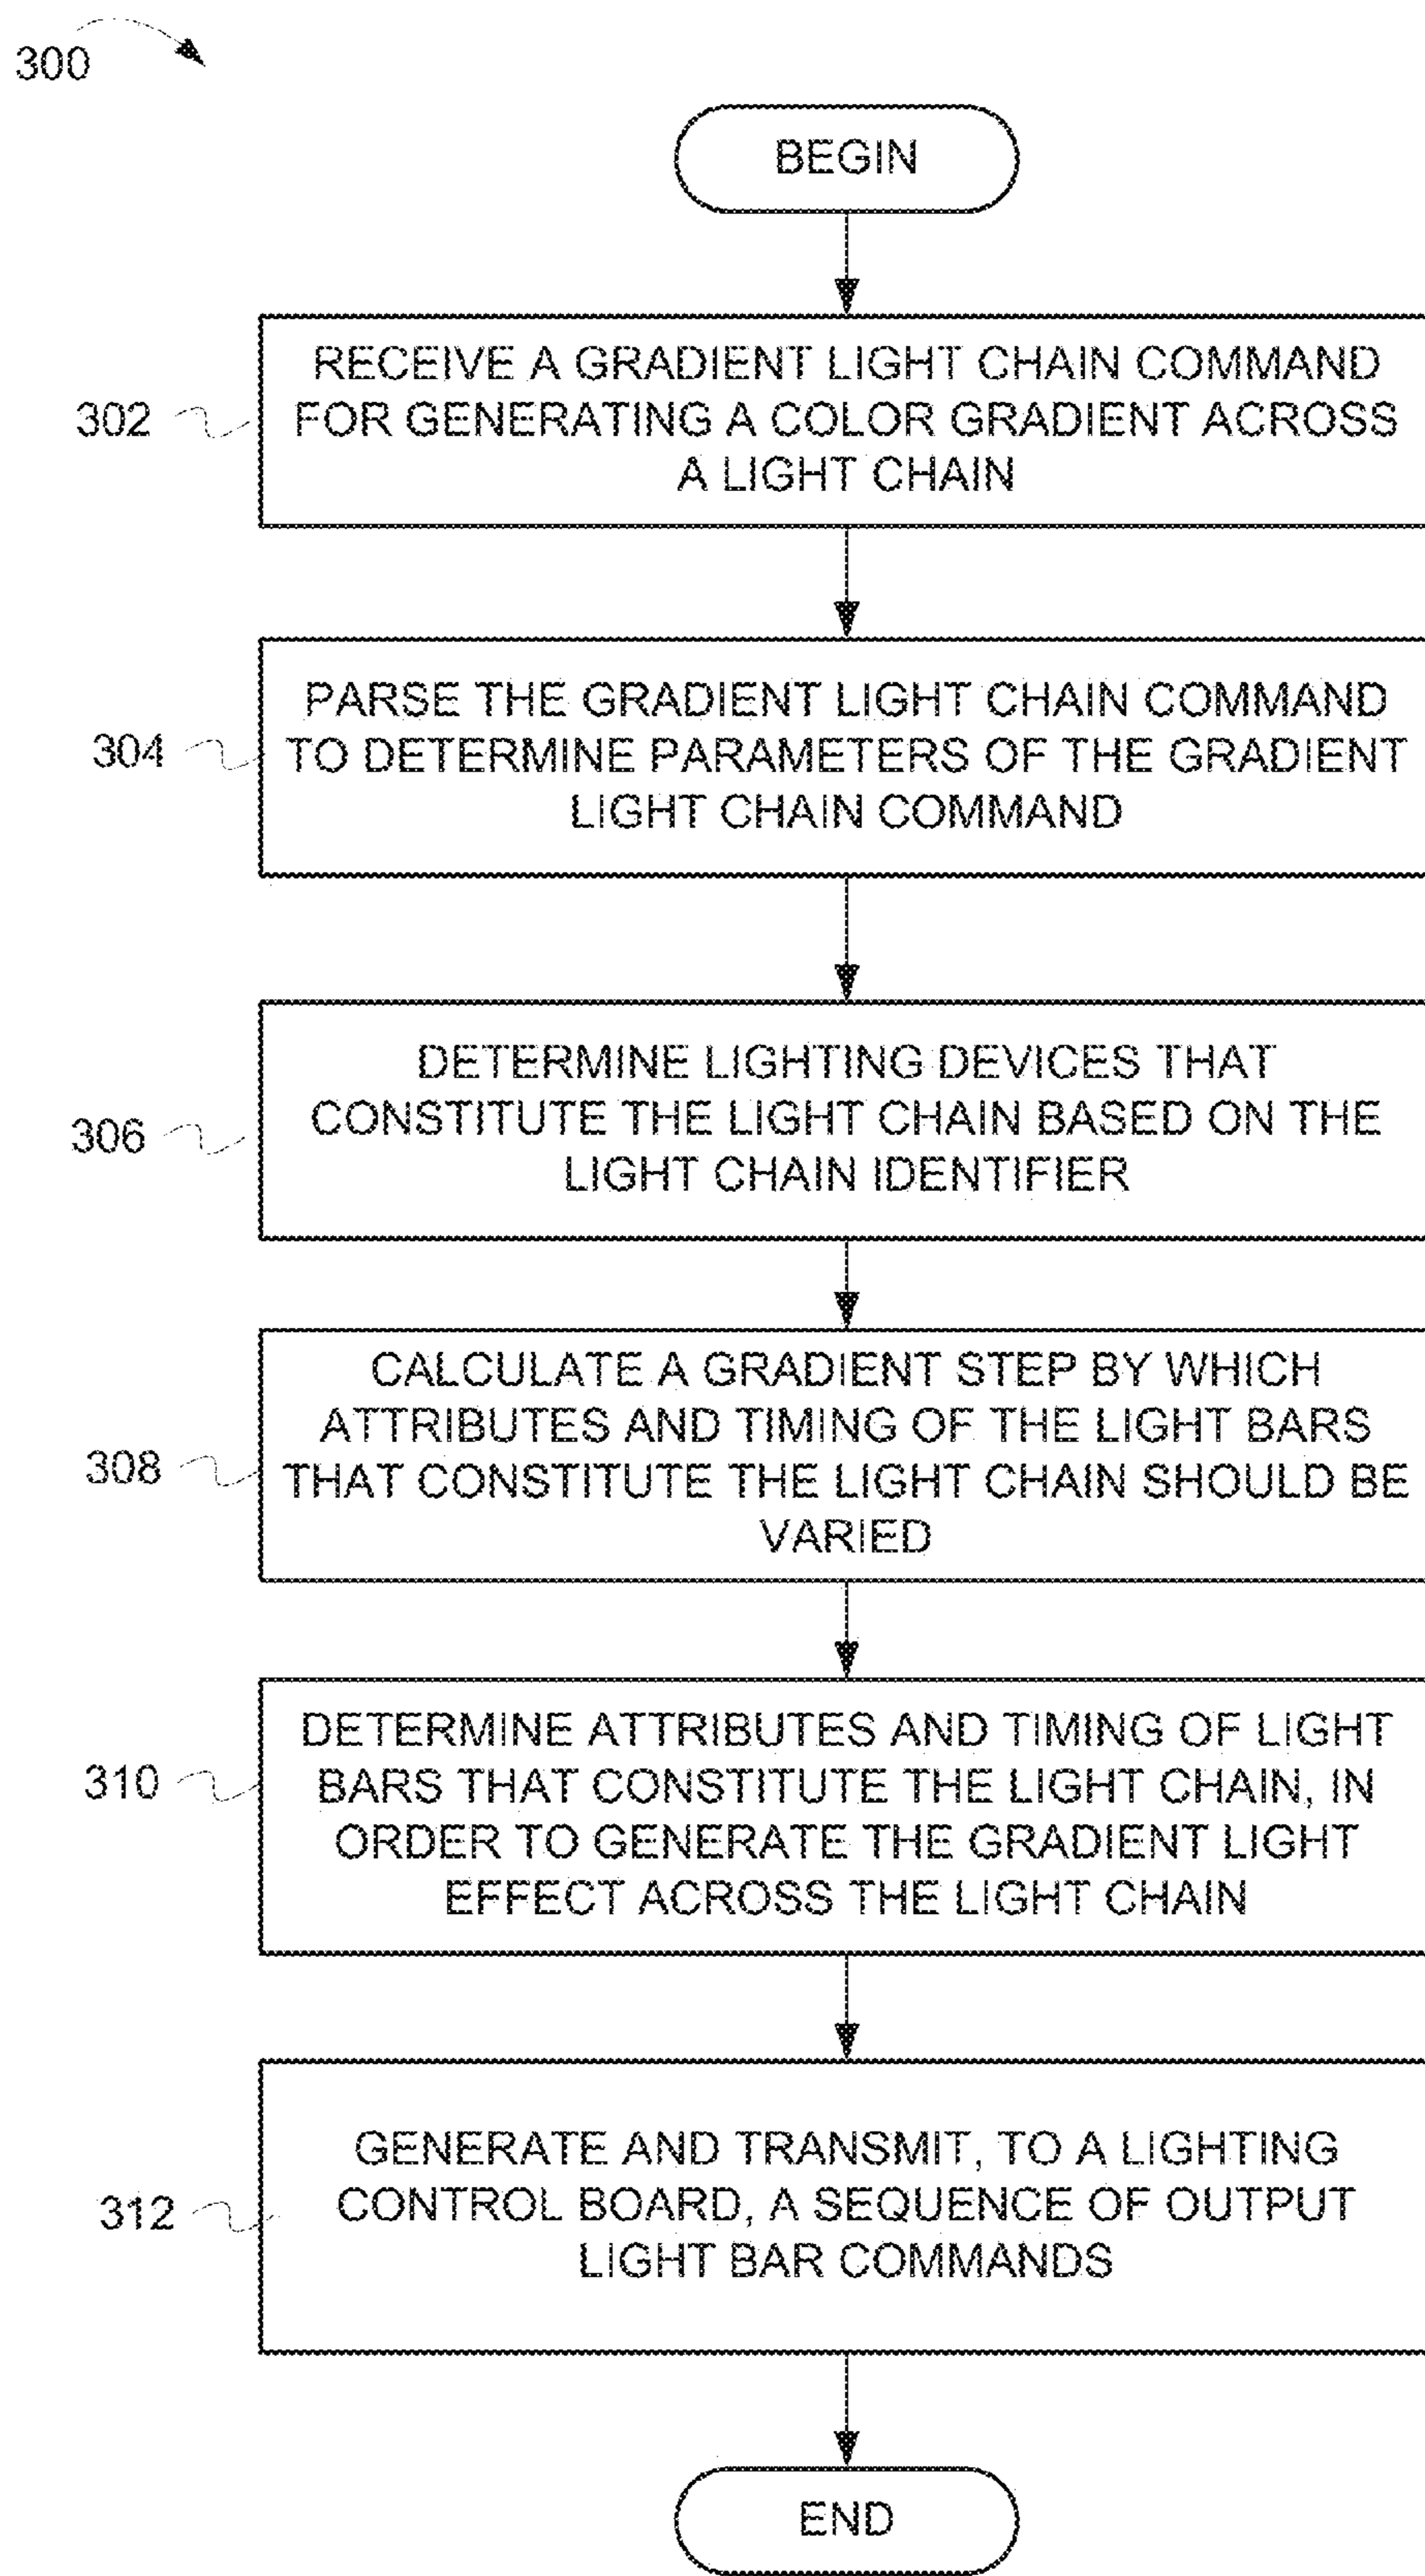 300
BEGIN
RECEIVE A GRADIENT LIGHT CHAIN COMMAND
FOR GENERATING A COLOR GRADIENT ACROSS
A LIGHT CHAIN
302
PARSE THE GRADIENT LIGHT CHAIN COMMAND
TO DETERMINE PARAMETERS OF THE GRADIENT
LIGHT CHAIN COMMAND
304
DETERMINE LIGHTING DEVICES THAT
CONSTITUTE THE LIGHT CHAIN BASED ON THE
LIGHT CHAIN IDENTIFIER
306
CALCULATE A GRADIENT STEP BY WHICH
ATTRIBUTES AND TIMING OF THE LIGHT BARS
THAT CONSTITUTE THE LIGHT CHAIN SHOULD BE
VARIED
308
DETERMINE ATTRIBUTES AND TIMING OF LIGHT
BARS THAT CONSTITUTE THE LIGHT CHAIN, IN
ORDER TO GENERATE THE GRADIENT LIGHT
EFFECT ACROSS THE LIGHT CHAIN
310
GENERATE AND TRANSMIT, TO A LIGHTING
CONTROL BOARD, A SEQUENCE OF OUTPUT
LIGHT BAR COMMANDS
312
END